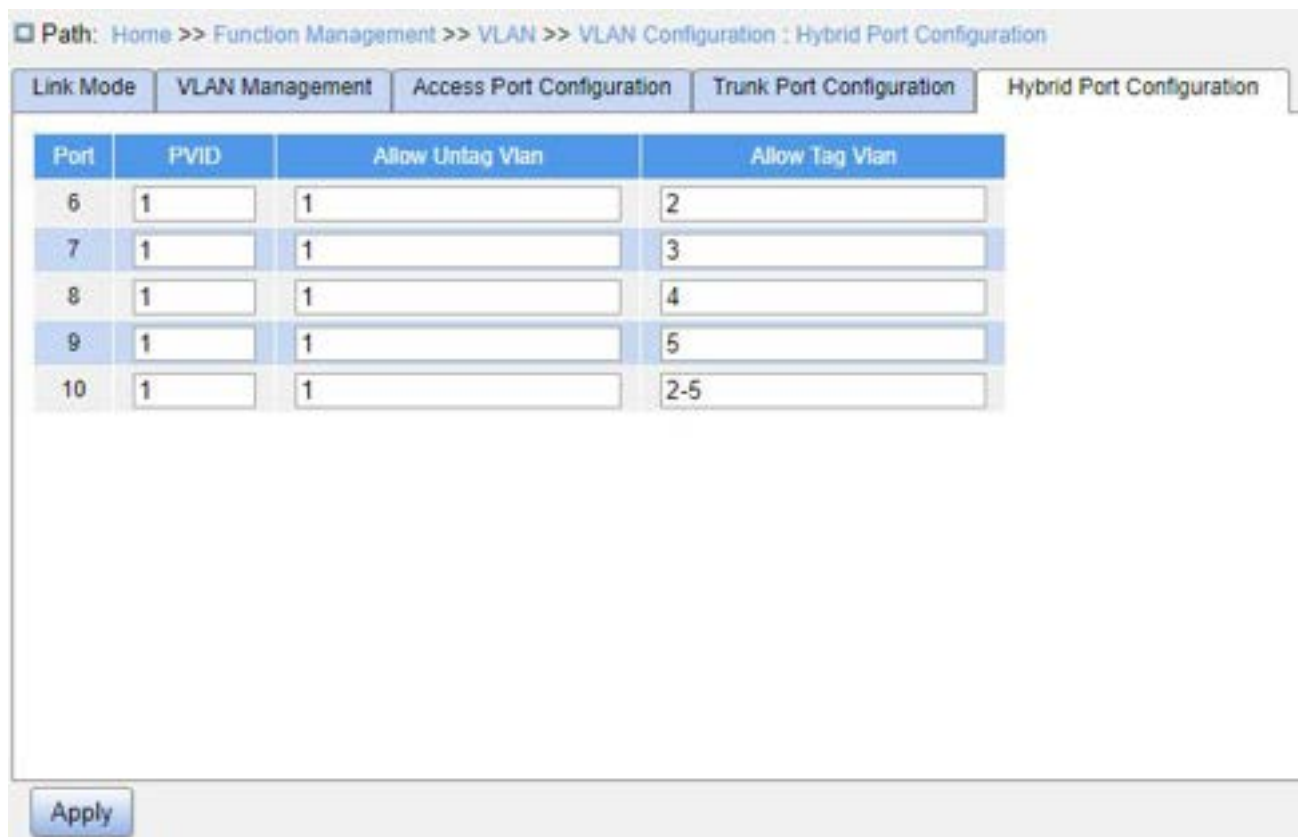 Path: Home >> Function Management >> VLAN >> VLAN Configuration : Hybrid Port Configuration
Link Mode VLAN Management Access Port Configuration Trunk Port Configuration Hybrid Port Configuration
Port PVID Allow Untag Vlan Allow Tag Vlan
6 1 1 2
7 1 1 3
8 1 1 4
9 1 1 5
10 1 1 2-5
Apply